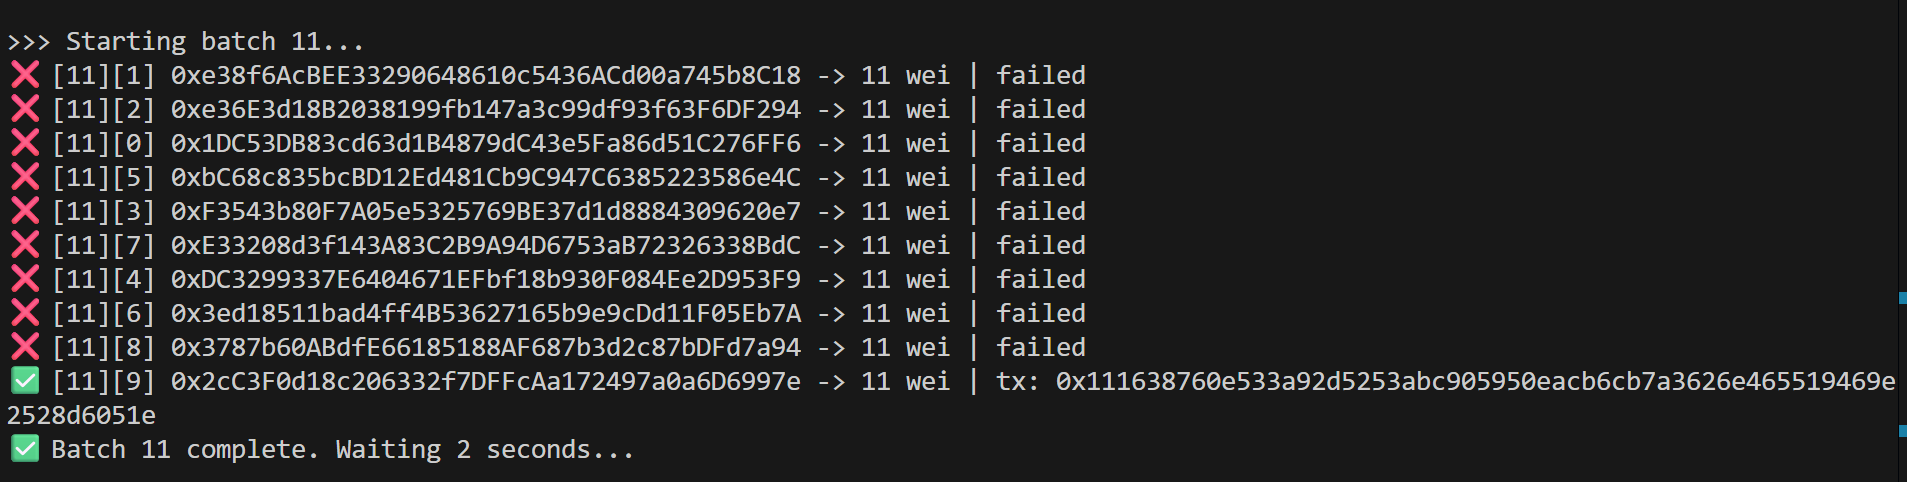 >>> Starting batch 11...
❌ [11][1] 0xe38f6AcBEE33290648610c5436ACd00a745b8C18 -> 11 wei | failed
❌ [11][2] 0xe36E3d18B2038199fb147a3c99df93f63F6DF294 -> 11 wei | failed
❌ [11][0] 0x1DC53DB83cd63d1B4879dC43e5Fa86d51C276FF6 -> 11 wei | failed
❌ [11][5] 0xbC68c835bcBD12Ed481Cb9C947C6385223586e4C -> 11 wei | failed
❌ [11][3] 0xF3543b80F7A05e5325769BE37d1d8884309620e7 -> 11 wei | failed
❌ [11][7] 0xE33208d3f143A83C2B9A94D6753aB72326338BdC -> 11 wei | failed
❌ [11][4] 0xDC3299337E6404671EFbf18b930F084Ee2D953F9 -> 11 wei | failed
❌ [11][6] 0x3ed18511bad4ff4B53627165b9e9cDd11F05Eb7A -> 11 wei | failed
❌ [11][8] 0x3787b60ABdfE66185188AF687b3d2c87bDFd7a94 -> 11 wei | failed
✅ [11][9] 0x2cC3F0d18c206332f7DFFcAa172497a0a6D6997e -> 11 wei | tx: 0x111638760e533a92d5253abc905950eacb6cb7a3626e465519469e
2528d6051e
✅ Batch 11 complete. Waiting 2 seconds...